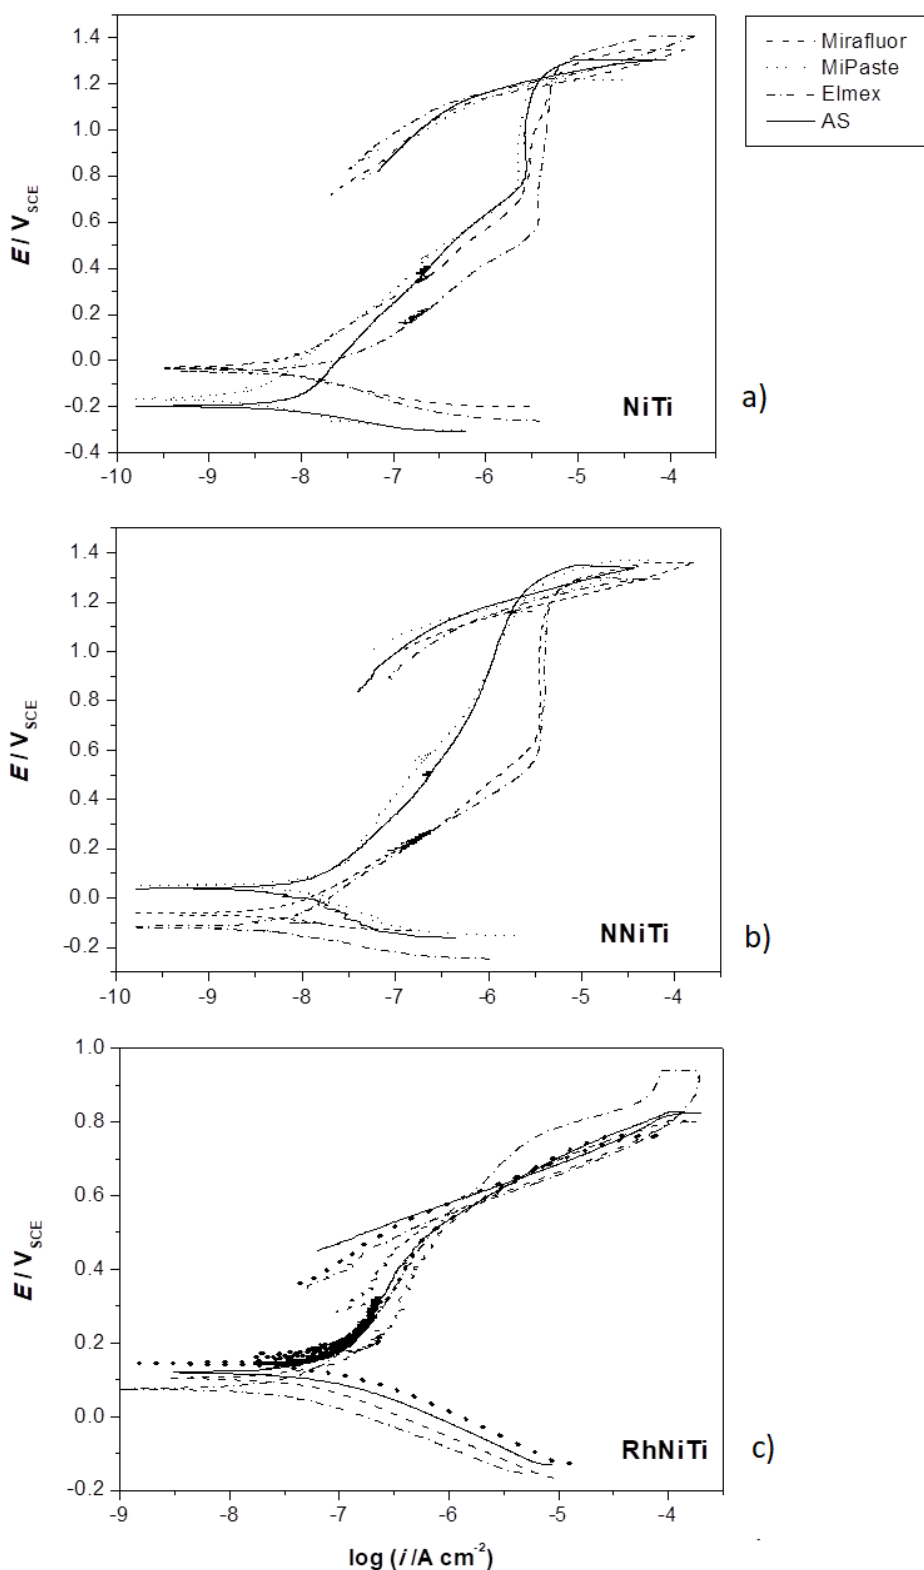 Mirafluor
MiPaste
Elmex
AS
1.4
1.2
1.0
0.8
0.6
0.4
0.2
0.0
-0.2
-0.4
E / V SCE
-10 -9 -8 -7 -6 -5 -4
NiTi
a)
1.4
1.2
1.0
0.8
0.6
0.4
0.2
0.0
-0.2
E / V SCE
-10 -9 -8 -7 -6 -5 -4
NNiTi
b)
1.0
0.8
0.6
0.4
0.2
0.0
-0.2
E / V SCE
-9 -8 -7 -6 -5 -4
RhNiTi
c)
log (i /A cm⁻²)